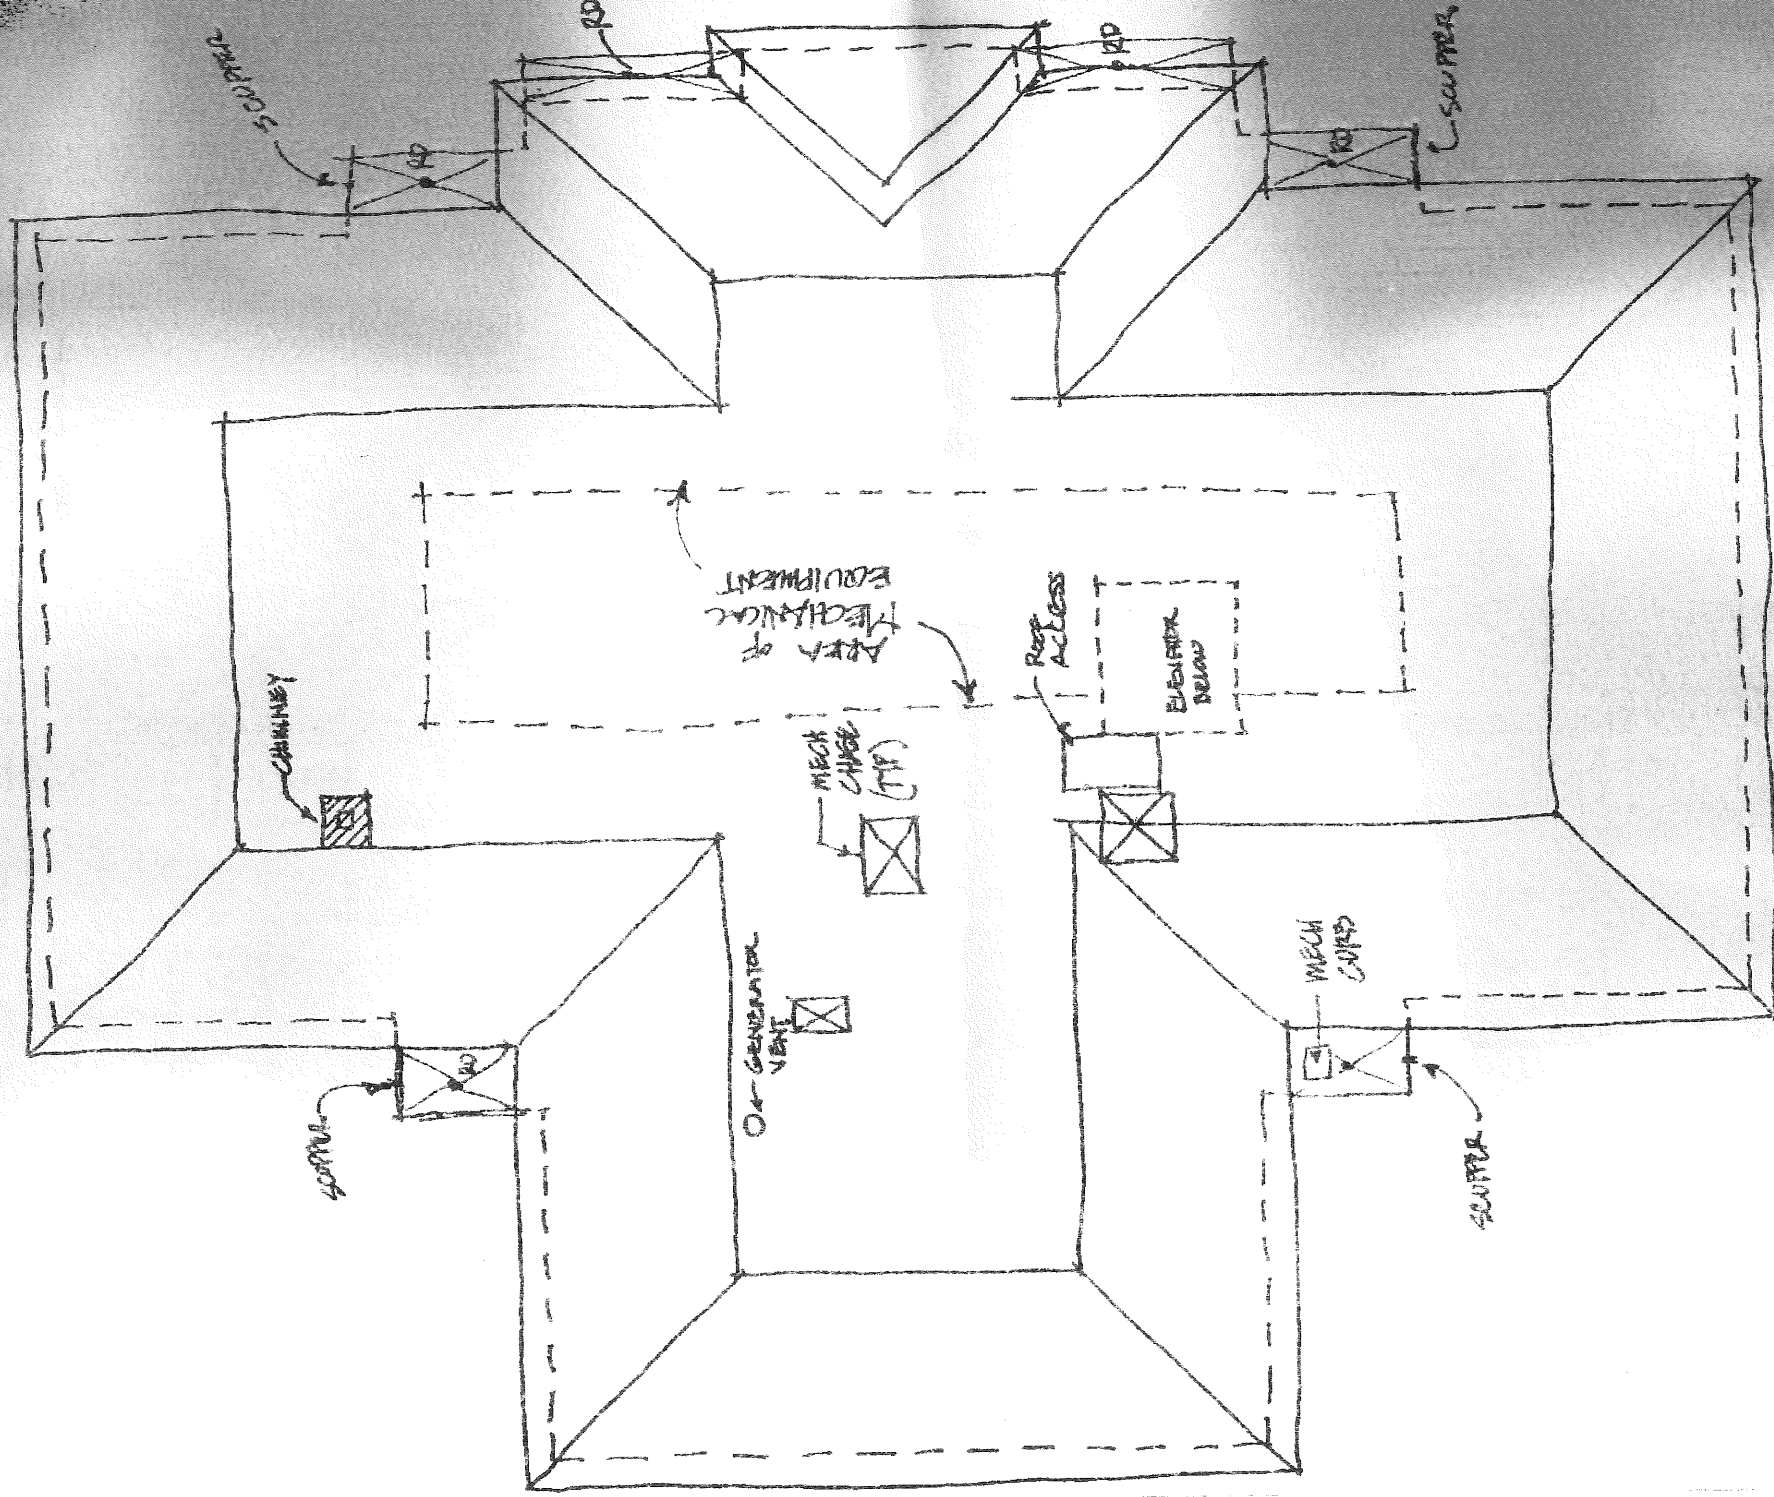 SCUPPER
RD
RD
RD
RD
SCUPPER
AREA OF
MECHANICAL
EQUIPMENT
ROOF
ACCESS
ELEVATOR
BELOW
CHIMNEY
MECH
CHASE
(TYP)
GENERATOR
VENT
MECH
CURB
RD
SCUPPER
SCUPPER